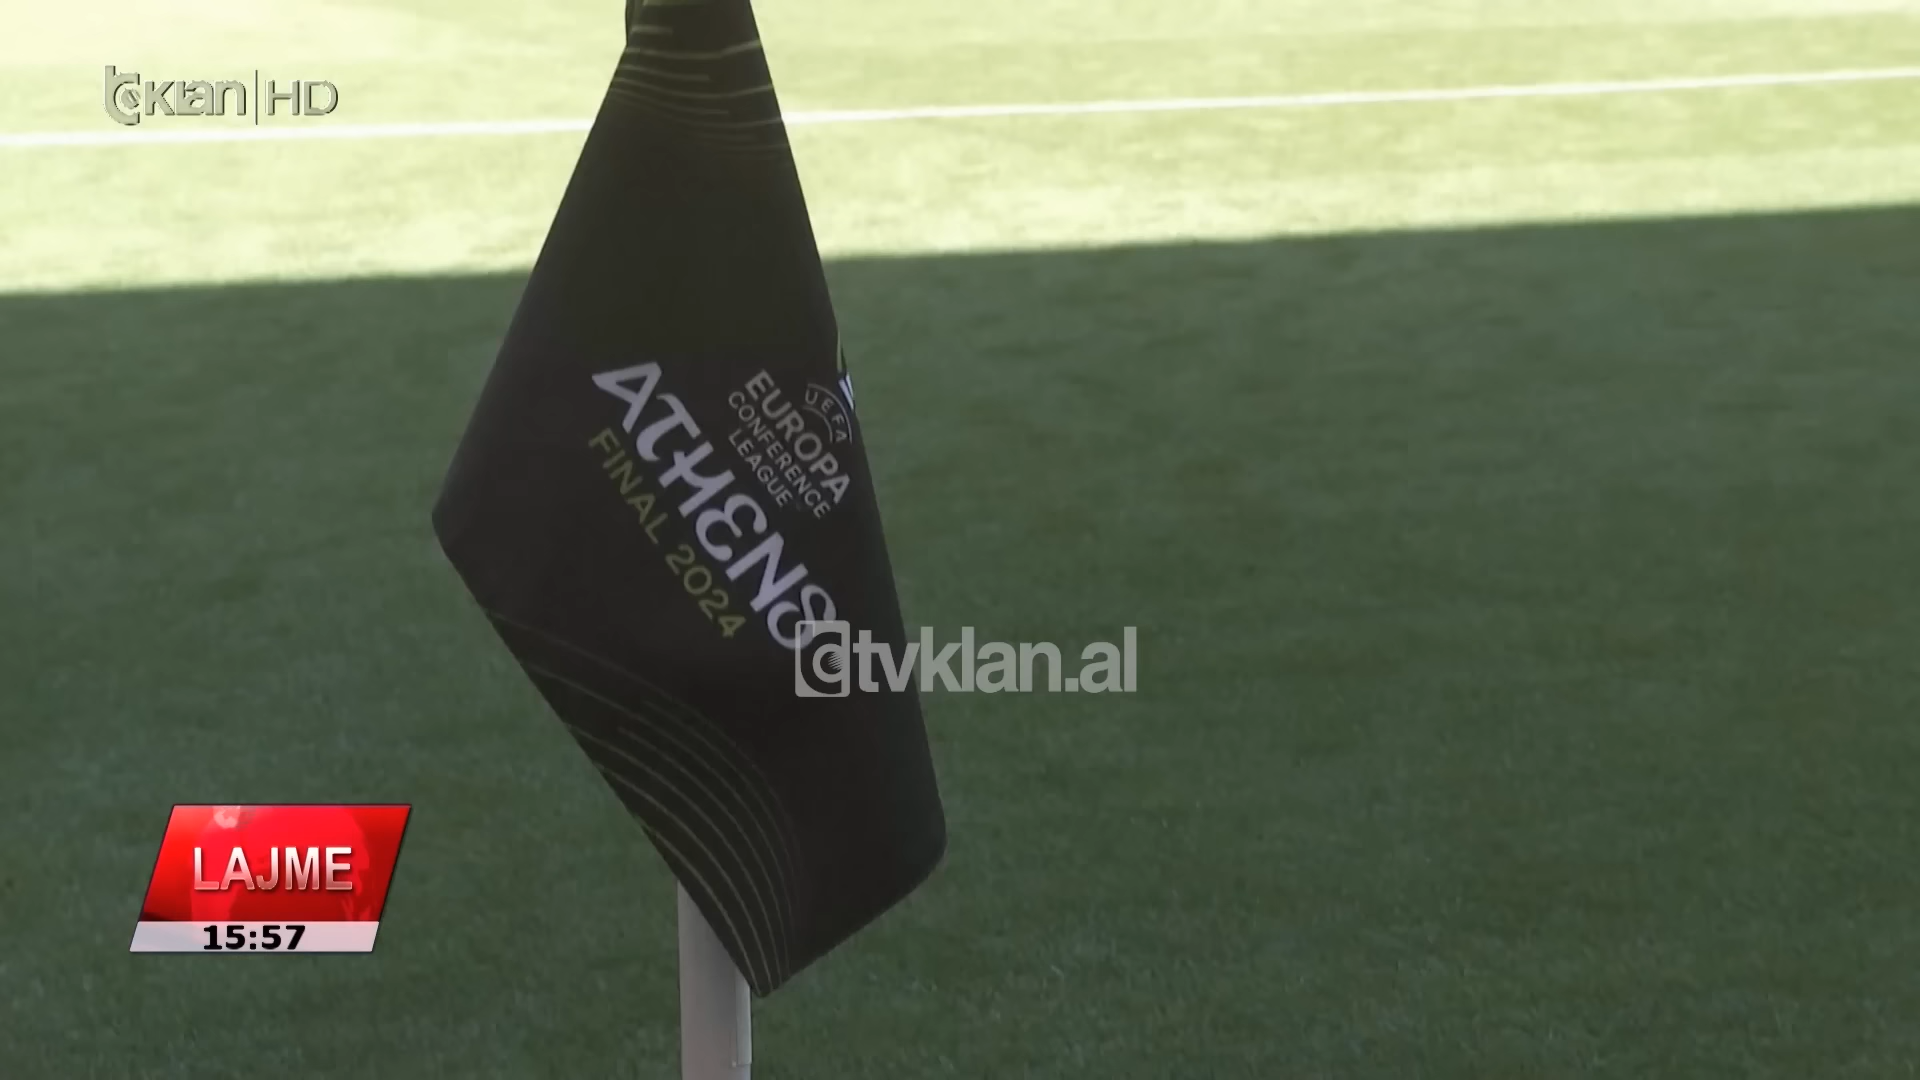 tvKlan|HD
UEFA
EUROPA
CONFERENCE
LEAGUE
ATHENS
FINAL 2024
tvklan.al
LAJME
15:57